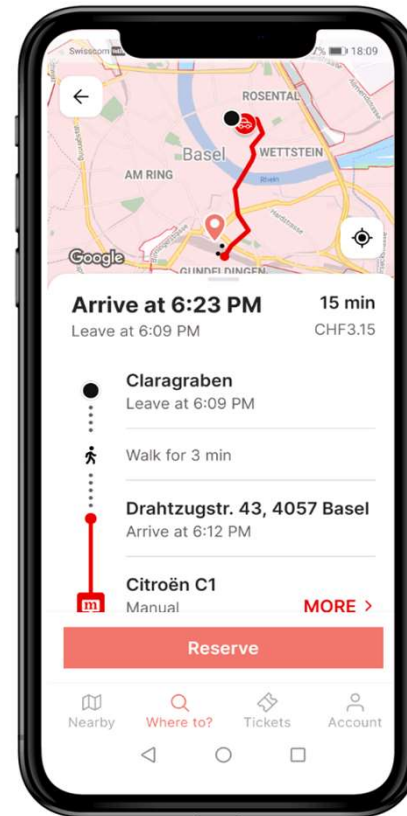 Swisscom
7% 18:09
ROSENTAL
Basel
WETTSTEIN
AM RING
Rhein
Google
GUNDELDINGEN
Arrive at 6:23 PM 15 min
Leave at 6:09 PM CHF3.15
Claragraben
Leave at 6:09 PM
Walk for 3 min
Drahtzugstr. 43, 4057 Basel
Arrive at 6:12 PM
Citroën C1
m
Manual MORE >
Reserve
Nearby Where to? Tickets Account